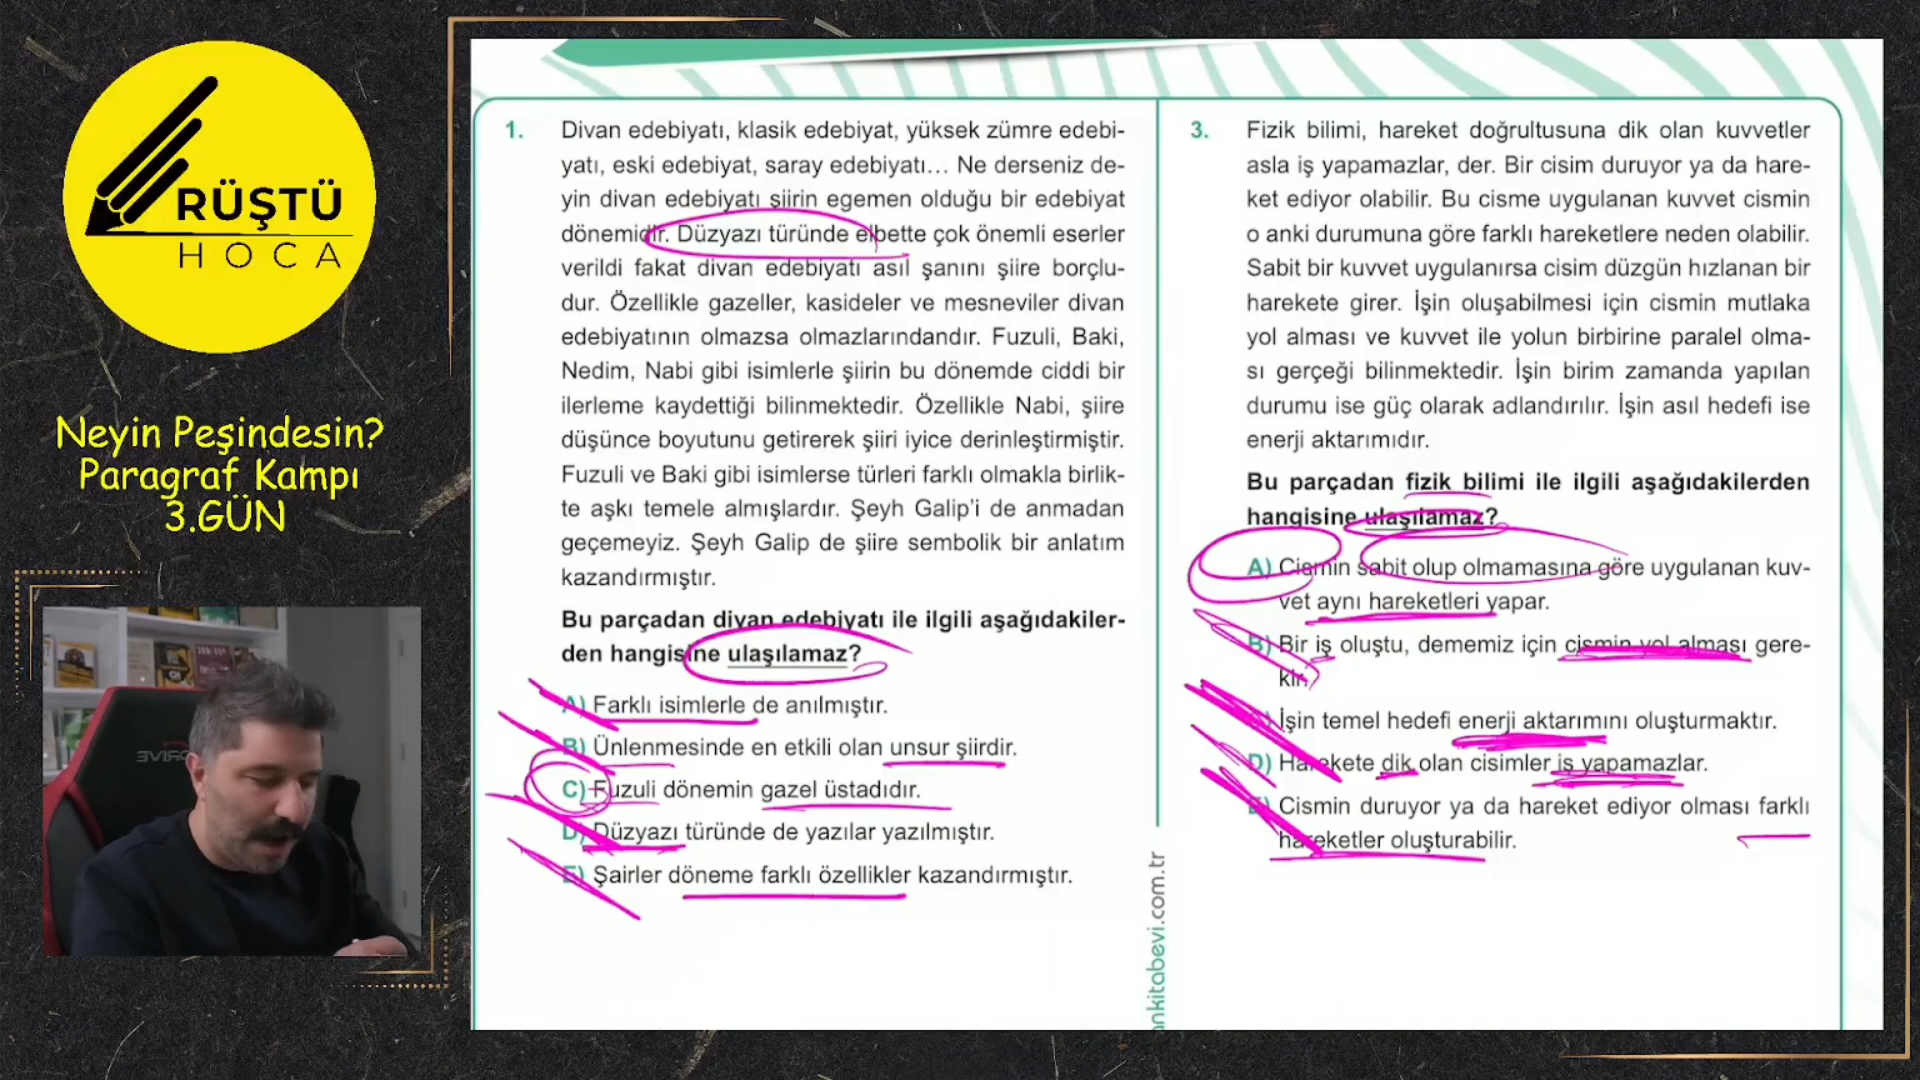 RÜŞTÜ
HOCA
Neyin Peşindesin?
Paragraf Kampı
3.GÜN
1. Divan edebiyatı, klasik edebiyat, yüksek zümre edebi-
yatı, eski edebiyat, saray edebiyatı... Ne derseniz de-
yin divan edebiyatı şiirin egemen olduğu bir edebiyat
dönemidir. Düzyazı türünde elbette çok önemli eserler
verildi fakat divan edebiyatı asıl şanını şiire borçlu-
dur. Özellikle gazeller, kasideler ve mesneviler divan
edebiyatının olmazsa olmazlarındandır. Fuzuli, Baki,
Nedim, Nabi gibi isimlerle şiirin bu dönemde ciddi bir
ilerleme kaydettiği bilinmektedir. Özellikle Nabi, şiire
düşünce boyutunu getirerek şiiri iyice derinleştirmiştir.
Fuzuli ve Baki gibi isimlerse türleri farklı olmakla birlik-
te aşkı temele almışlardır. Şeyh Galip'i de anmadan
geçemeyiz. Şeyh Galip de şiire sembolik bir anlatım
kazandırmıştır.
Bu parçadan divan edebiyatı ile ilgili aşağıdakiler-
den hangisine ulaşılamaz?
A) Farklı isimlerle de anılmıştır.
B) Ünlenmesinde en etkili olan unsur şiirdir.
C) Fuzuli dönemin gazel üstadıdır.
D) Düzyazı türünde de yazılar yazılmıştır.
E) Şairler döneme farklı özellikler kazandırmıştır.
3. Fizik bilimi, hareket doğrultusuna dik olan kuvvetler
asla iş yapamazlar, der. Bir cisim duruyor ya da hare-
ket ediyor olabilir. Bu cisme uygulanan kuvvet cismin
o anki durumuna göre farklı hareketlere neden olabilir.
Sabit bir kuvvet uygulanırsa cisim düzgün hızlanan bir
harekete girer. İşin oluşabilmesi için cismin mutlaka
yol alması ve kuvvet ile yolun birbirine paralel olma-
sı gerçeği bilinmektedir. İşin birim zamanda yapılan
durumu ise güç olarak adlandırılır. İşin asıl hedefi ise
enerji aktarımıdır.
Bu parçadan fizik bilimi ile ilgili aşağıdakilerden
hangisine ulaşılamaz?
A) Cismin sabit olup olmamasına göre uygulanan kuv-
vet aynı hareketleri yapar.
B) Bir iş oluştu, dememiz için cismin yol alması gere-
kir.
C) İşin temel hedefi enerji aktarımını oluşturmaktır.
D) Harekete dik olan cisimler iş yapamazlar.
E) Cismin duruyor ya da hareket ediyor olması farklı
hareketler oluşturabilir.
ankitabevi.com.tr